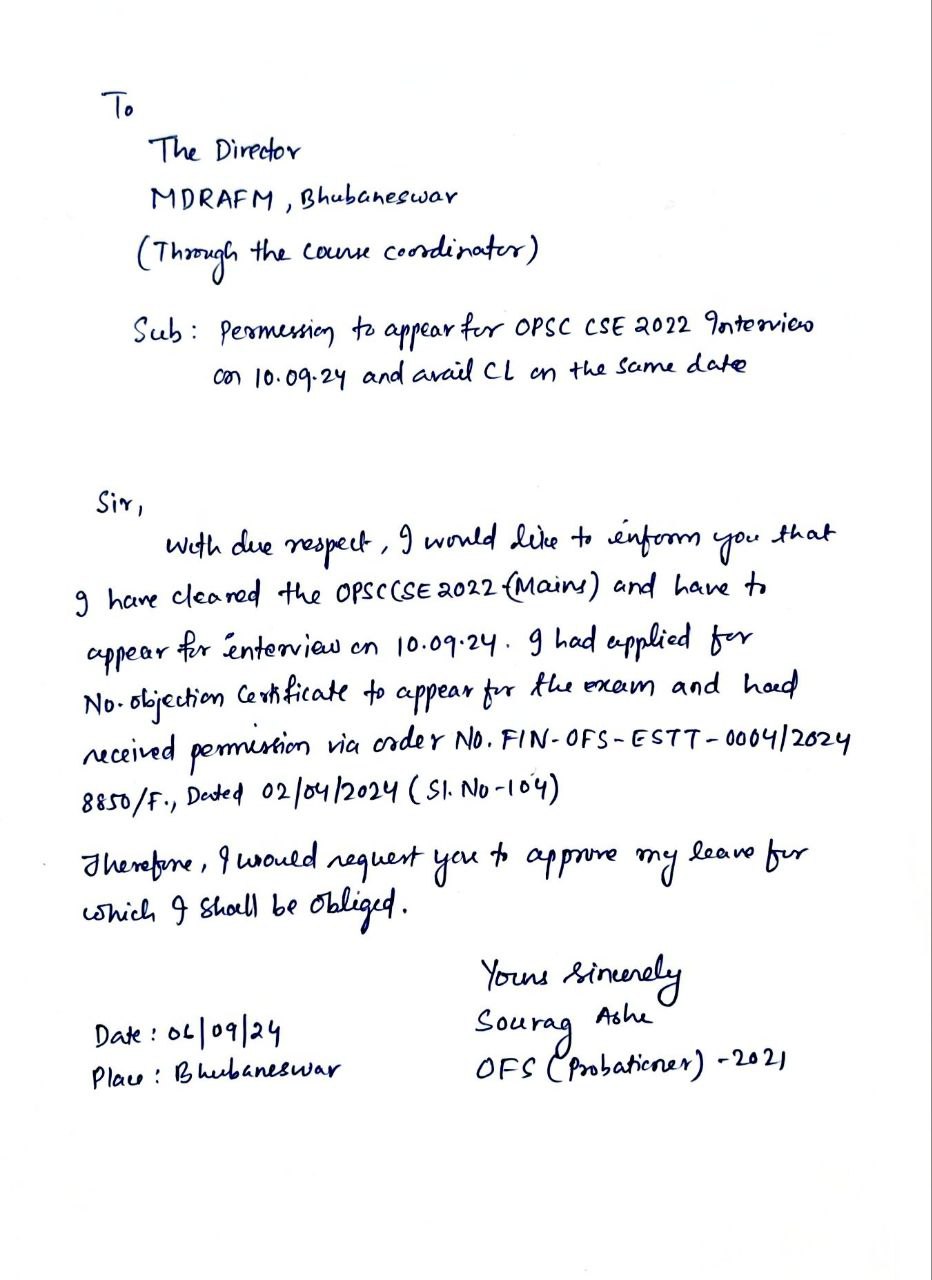 To
The Director
MDRAFM, Bhubaneswar
(Through the course coordinator)
Sub: Permession to appear for OPSC CSE 2022 Interview
on 10.09.24 and avail CL on the same date
Sir,
With due respect, I would like to inform you that
I have cleared the OPSC CSE 2022 (Mains) and have to
appear for interview on 10.09.24. I had applied for
No-objection Certificate to appear for the exam and had
received permission via order No. FIN-OFS-ESTT-0004/2024
8850/F., Dated 02/04/2024 (Sl. No-104)
Therefore, I would request you to approve my leave for
which I shall be obliged.
Yours sincerely
Sourag Ashe
OFS (Probationer) -2021
Date: 06/09/24
Place: Bhubaneswar